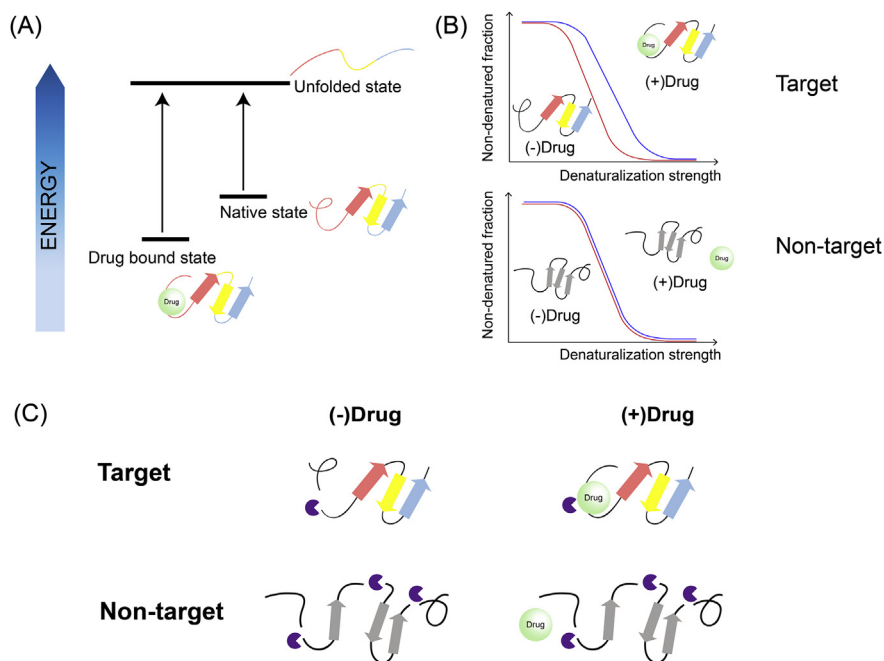 (A)
ENERGY
Unfolded state
Native state
Drug bound state
Drug
(B)
Non-denatured fraction
Drug
(+)Drug
(-)Drug
Denaturalization strength
Target
Non-denatured fraction
(+)Drug
(-)Drug
Drug
Denaturalization strength
Non-target
(C)
(-)Drug
(+)Drug
Target
Drug
Non-target
Drug